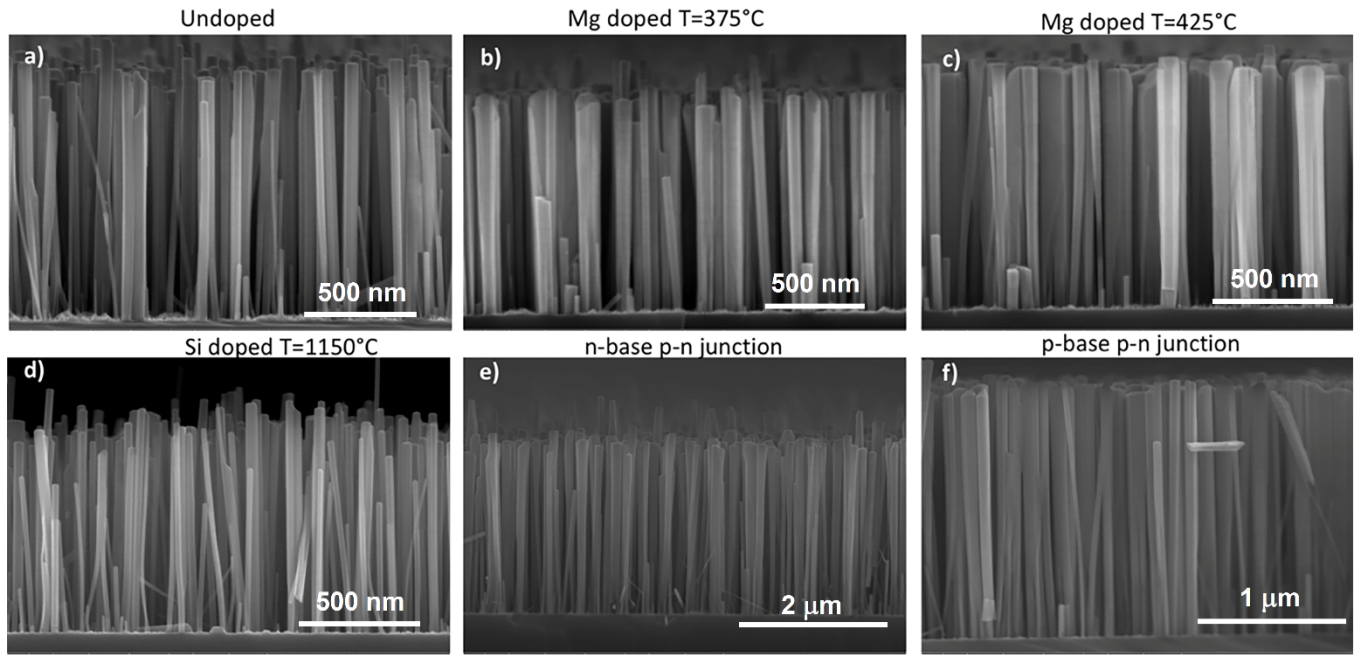 Undoped
Mg doped T=375°C
Mg doped T=425°C
a)
b)
c)
500 nm
500 nm
500 nm
Si doped T=1150°C
n-base p-n junction
p-base p-n junction
d)
e)
f)
500 nm
2 μm
1 μm